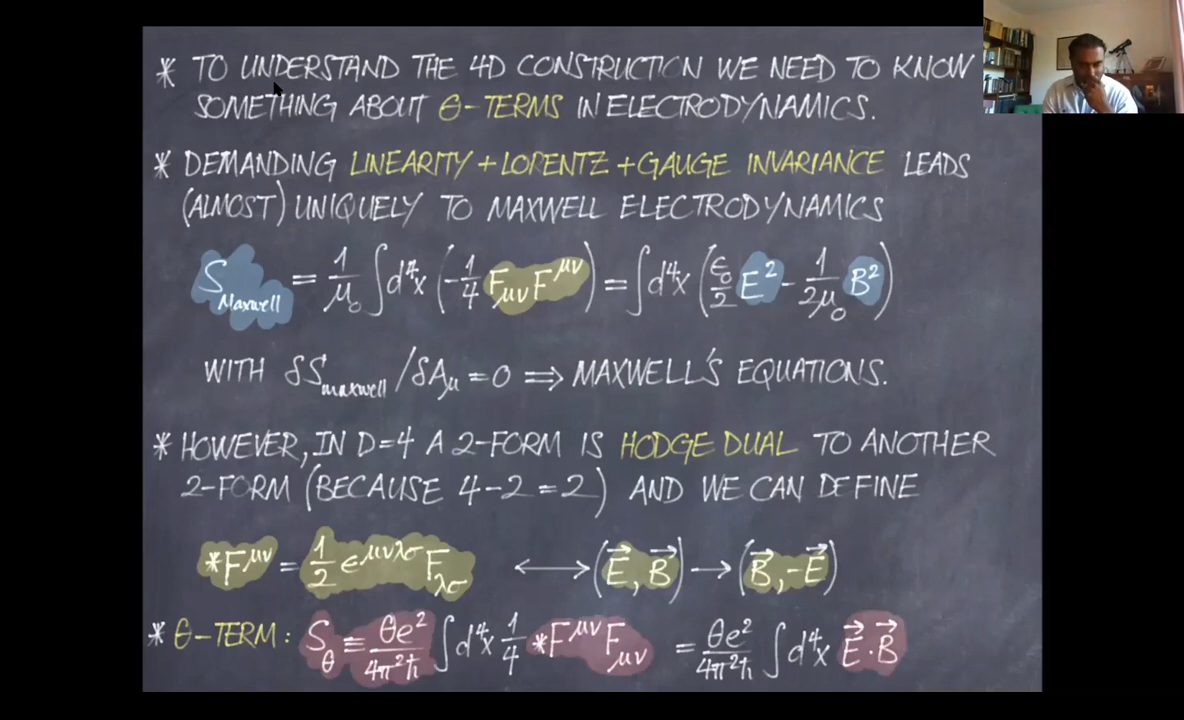 * TO UNDERSTAND THE 4D CONSTRUCTION WE NEED TO KNOW
SOMETHING ABOUT θ-TERMS IN ELECTRODYNAMICS.
* DEMANDING LINEARITY + LORENTZ + GAUGE INVARIANCE LEADS
(ALMOST) UNIQUELY TO MAXWELL ELECTRODYNAMICS
S_Maxwell = 1/μ₀ ∫d⁴x (-1/4 F_μν F^μν) = ∫d⁴x (ε₀/2 E² - 1/2μ₀ B²)
WITH δS_maxwell/δA_μ = 0 ⟹ MAXWELL'S EQUATIONS.
* HOWEVER, IN D=4 A 2-FORM IS HODGE DUAL TO ANOTHER
2-FORM (BECAUSE 4-2=2) AND WE CAN DEFINE
*F^μν = 1/2 ϵ^μνλσ F_λσ ⟷ (E⃗, B⃗) → (B⃗, -E⃗)
* θ-TERM: S_θ ≡ θe²/4π²ħ ∫d⁴x 1/4 *F^μν F_μν = θe²/4π²ħ ∫d⁴x E⃗·B⃗